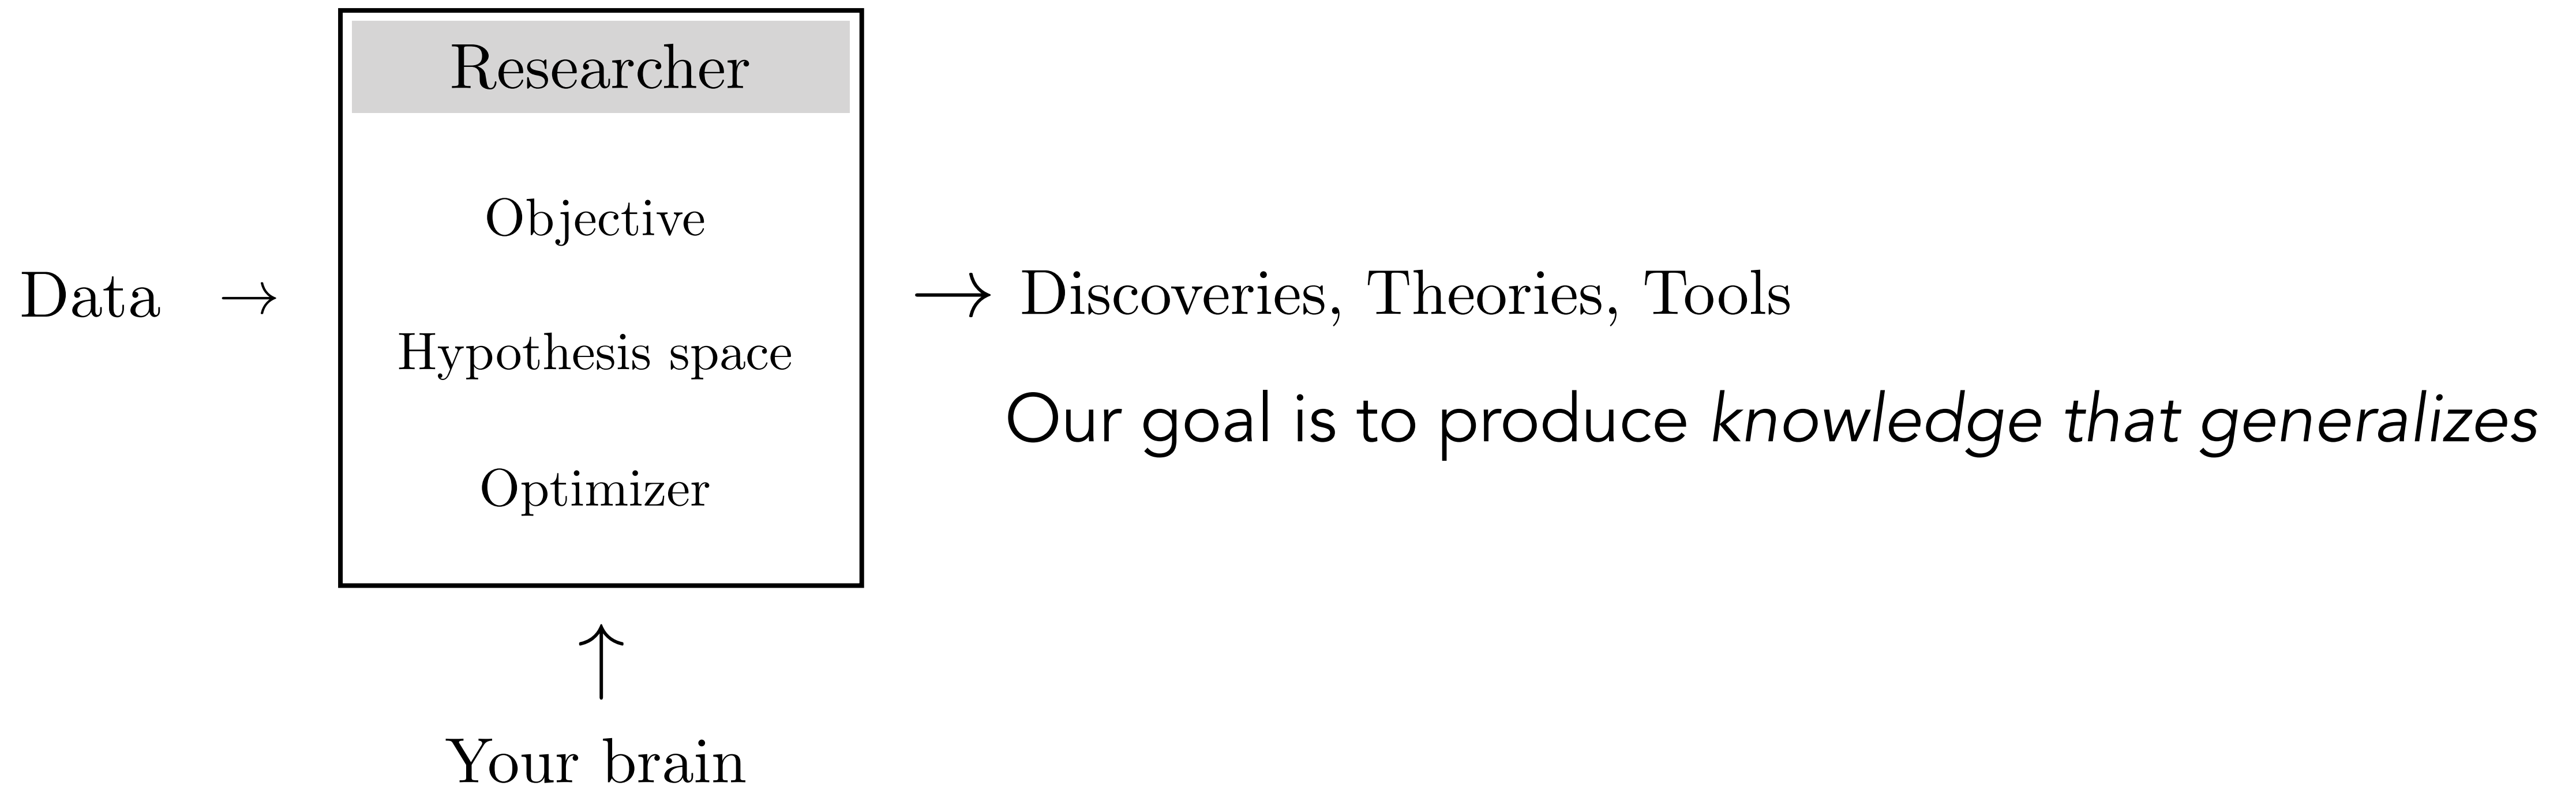 Researcher
Objective
Data → 
Hypothesis space
Optimizer
→ Discoveries, Theories, Tools
Our goal is to produce knowledge that generalizes
↑
Your brain